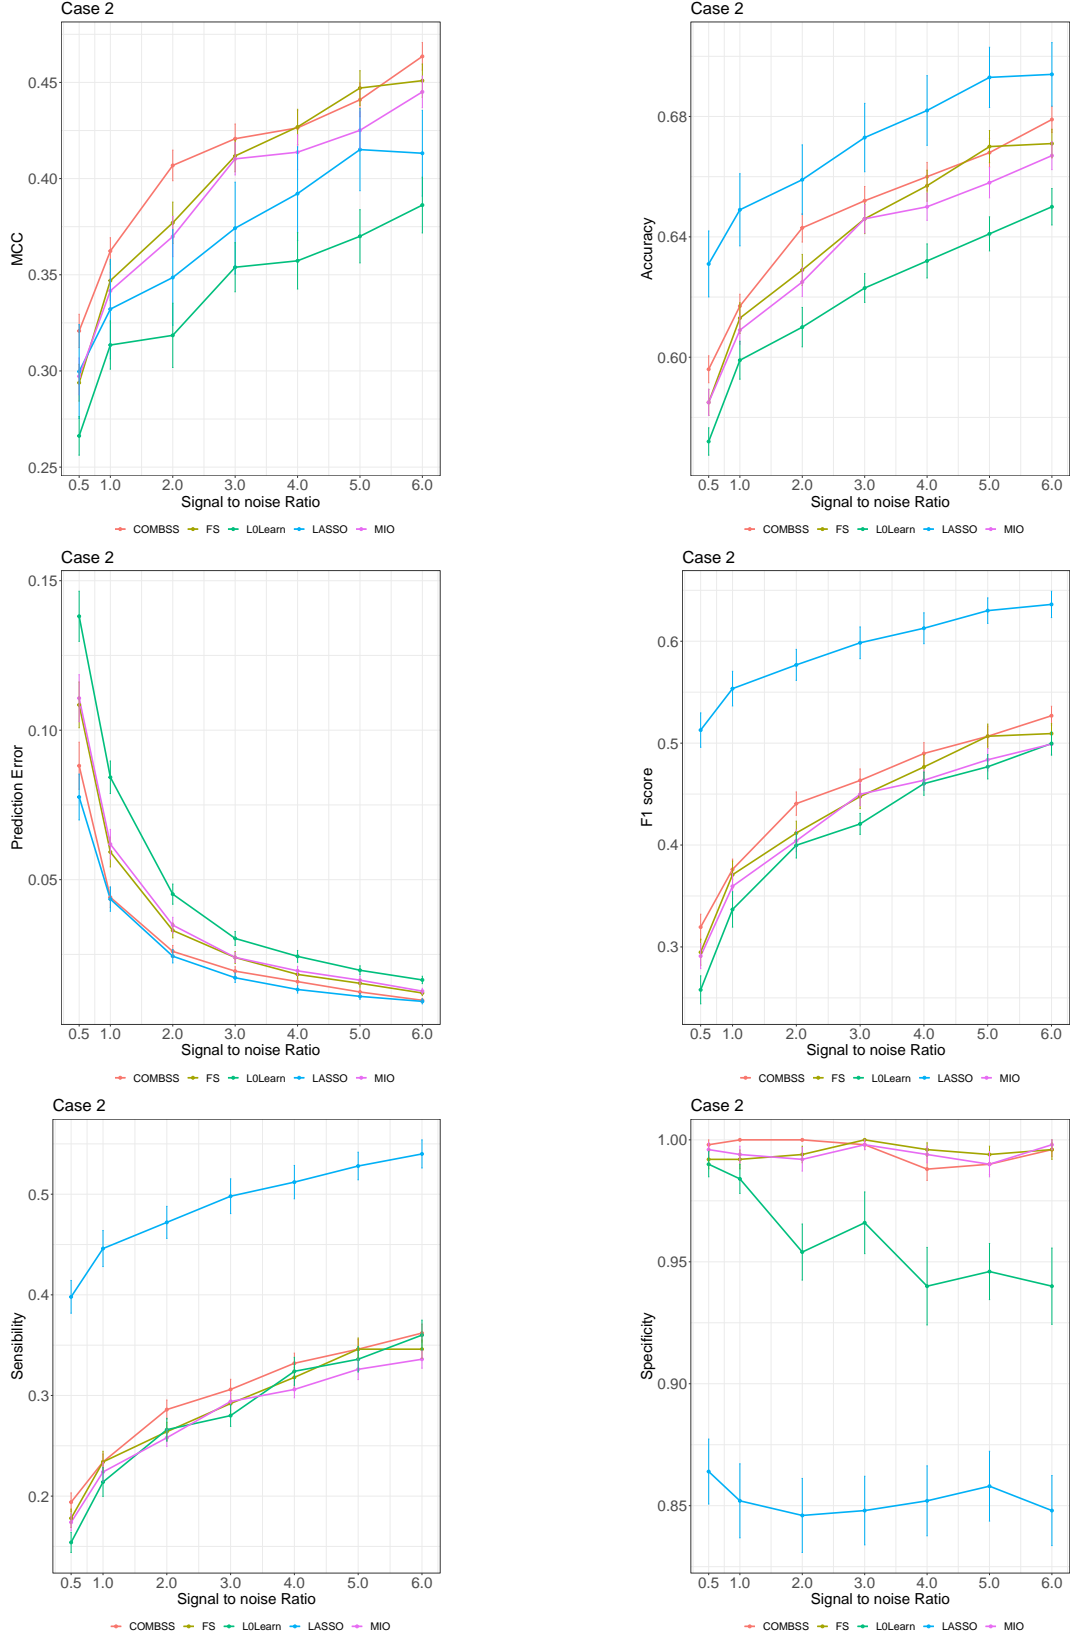 Case 2
MCC
0.45
0.40
0.35
0.30
0.25
0.5 1.0 2.0 3.0 4.0 5.0 6.0
Signal to noise Ratio
COMBSS FS L0Learn LASSO MIO
Case 2
Accuracy
0.68
0.64
0.60
0.5 1.0 2.0 3.0 4.0 5.0 6.0
Signal to noise Ratio
COMBSS FS L0Learn LASSO MIO
Case 2
Prediction Error
0.15
0.10
0.05
0.5 1.0 2.0 3.0 4.0 5.0 6.0
Signal to noise Ratio
COMBSS FS L0Learn LASSO MIO
Case 2
F1 score
0.6
0.5
0.4
0.3
0.5 1.0 2.0 3.0 4.0 5.0 6.0
Signal to noise Ratio
COMBSS FS L0Learn LASSO MIO
Case 2
Sensibility
0.5
0.4
0.3
0.2
0.5 1.0 2.0 3.0 4.0 5.0 6.0
Signal to noise Ratio
COMBSS FS L0Learn LASSO MIO
Case 2
Specificity
1.00
0.95
0.90
0.85
0.5 1.0 2.0 3.0 4.0 5.0 6.0
Signal to noise Ratio
COMBSS FS L0Learn LASSO MIO